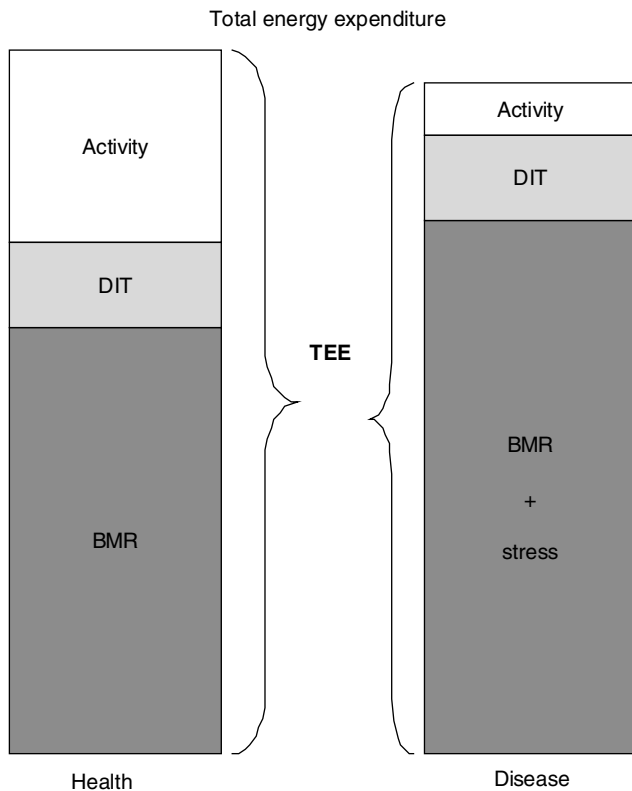 Total energy expenditure
Activity
DIT
BMR
Health
TEE
Activity
DIT
BMR
+
stress
Disease